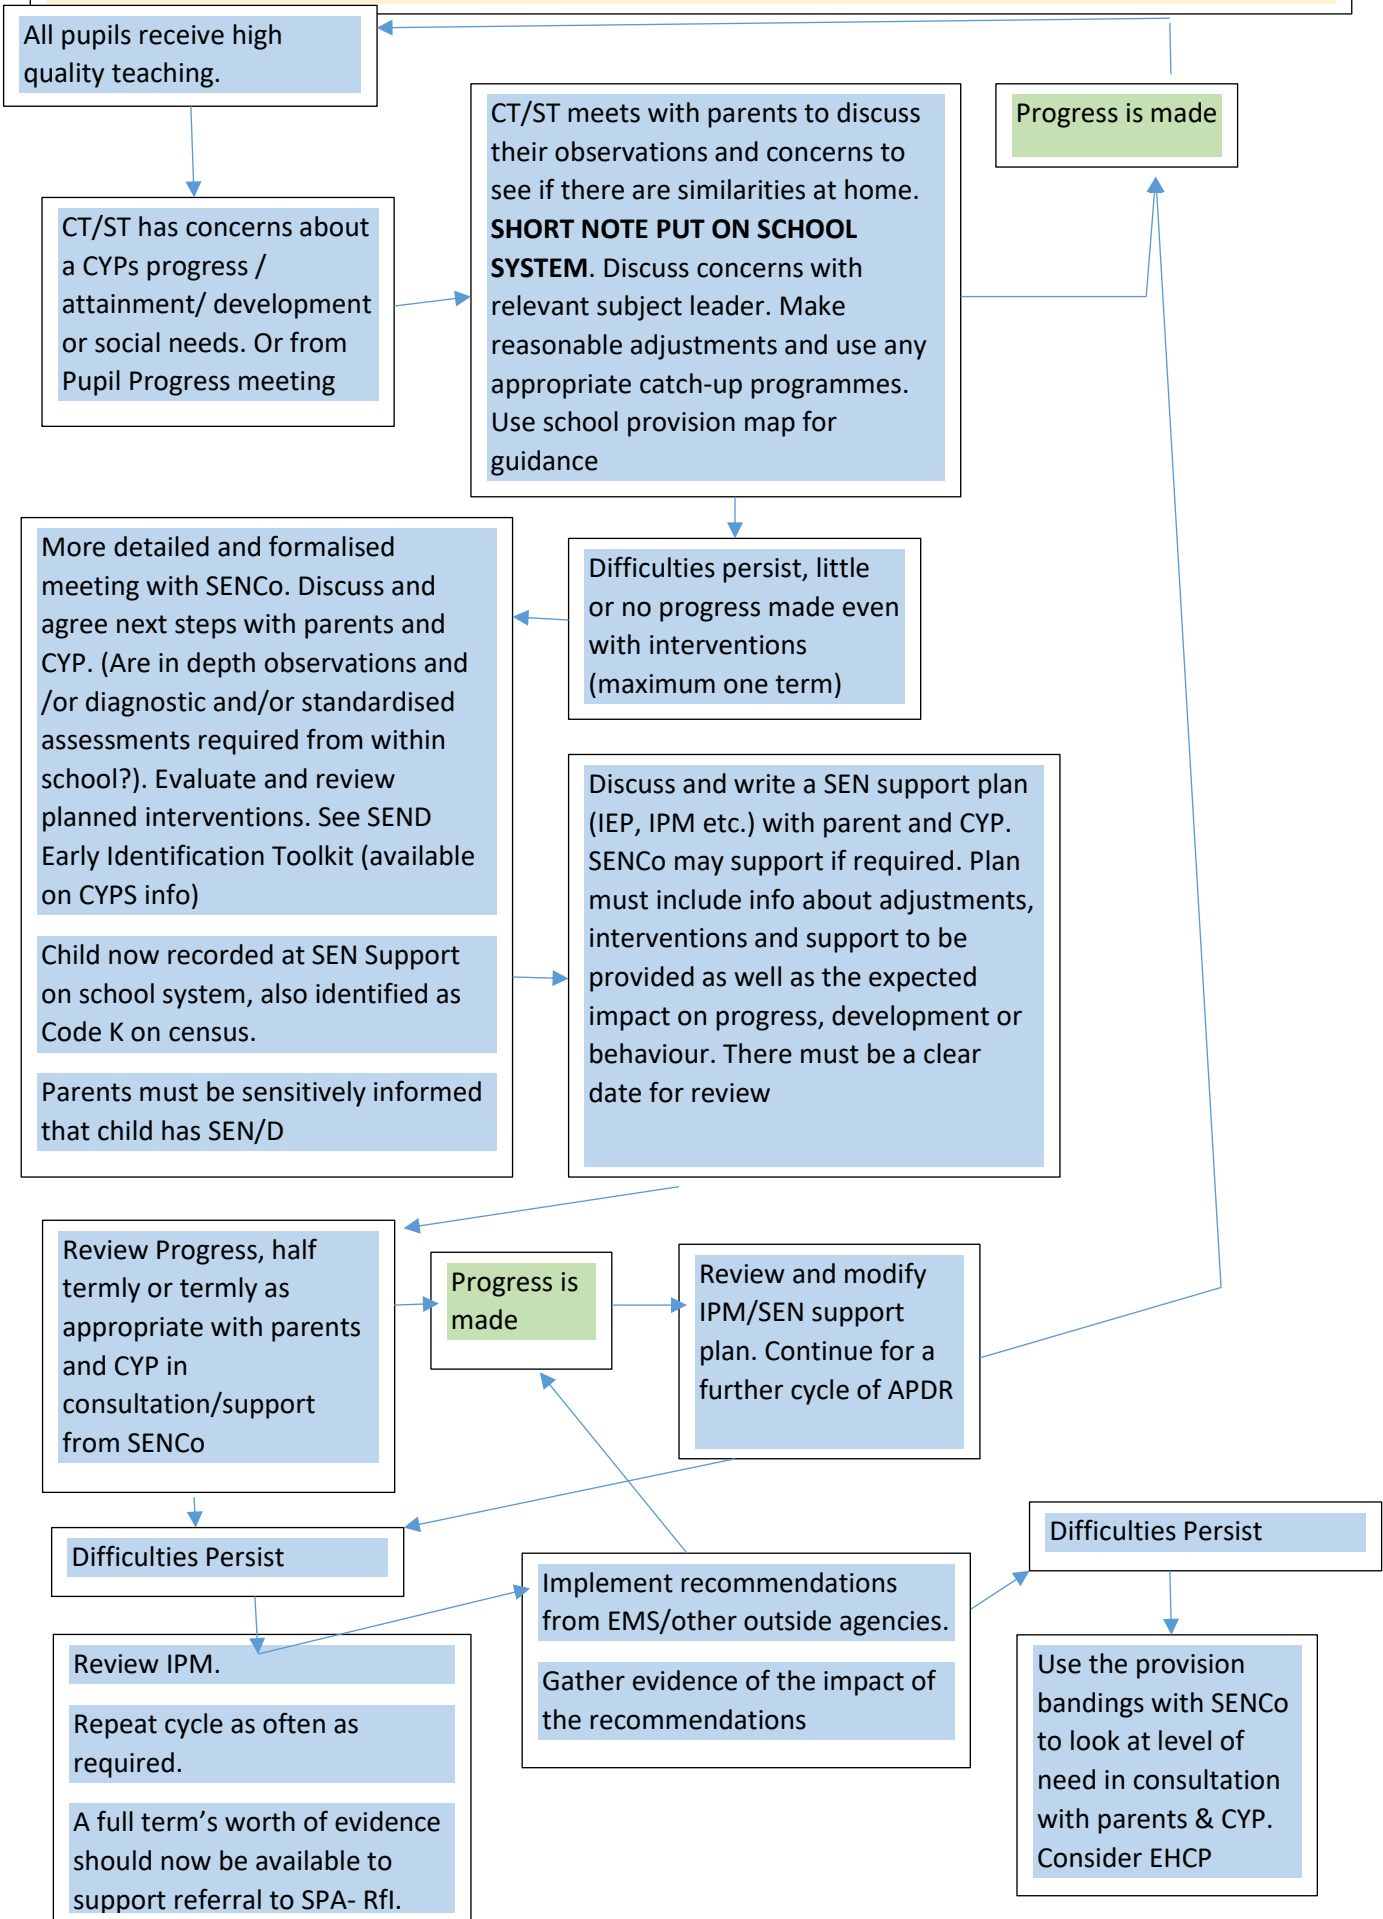 All pupils receive high
quality teaching.
Progress is made
CT/ST meets with parents to discuss
their observations and concerns to
see if there are similarities at home.
SHORT NOTE PUT ON SCHOOL
SYSTEM. Discuss concerns with
relevant subject leader. Make
reasonable adjustments and use any
appropriate catch-up programmes.
Use school provision map for
guidance
CT/ST has concerns about
a CYPs progress /
attainment/ development
or social needs. Or from
Pupil Progress meeting
Difficulties persist, little
or no progress made even
with interventions
(maximum one term)
More detailed and formalised
meeting with SENCo. Discuss and
agree next steps with parents and
CYP. (Are in depth observations and
/or diagnostic and/or standardised
assessments required from within
school?). Evaluate and review
planned interventions. See SEND
Early Identification Toolkit (available
on CYPS info)
Child now recorded at SEN Support
on school system, also identified as
Code K on census.
Parents must be sensitively informed
that child has SEN/D
Discuss and write a SEN support plan
(IEP, IPM etc.) with parent and CYP.
SENCo may support if required. Plan
must include info about adjustments,
interventions and support to be
provided as well as the expected
impact on progress, development or
behaviour. There must be a clear
date for review
Review Progress, half
termly or termly as
appropriate with parents
and CYP in
consultation/support
from SENCo
Progress is
made
Review and modify
IPM/SEN support
plan. Continue for a
further cycle of APDR
Difficulties Persist
Review IPM.
Repeat cycle as often as
required.
A full term’s worth of evidence
should now be available to
support referral to SPA- RfI.
Implement recommendations
from EMS/other outside agencies.
Gather evidence of the impact of
the recommendations
Difficulties Persist
Use the provision
bandings with SENCo
to look at level of
need in consultation
with parents & CYP.
Consider EHCP